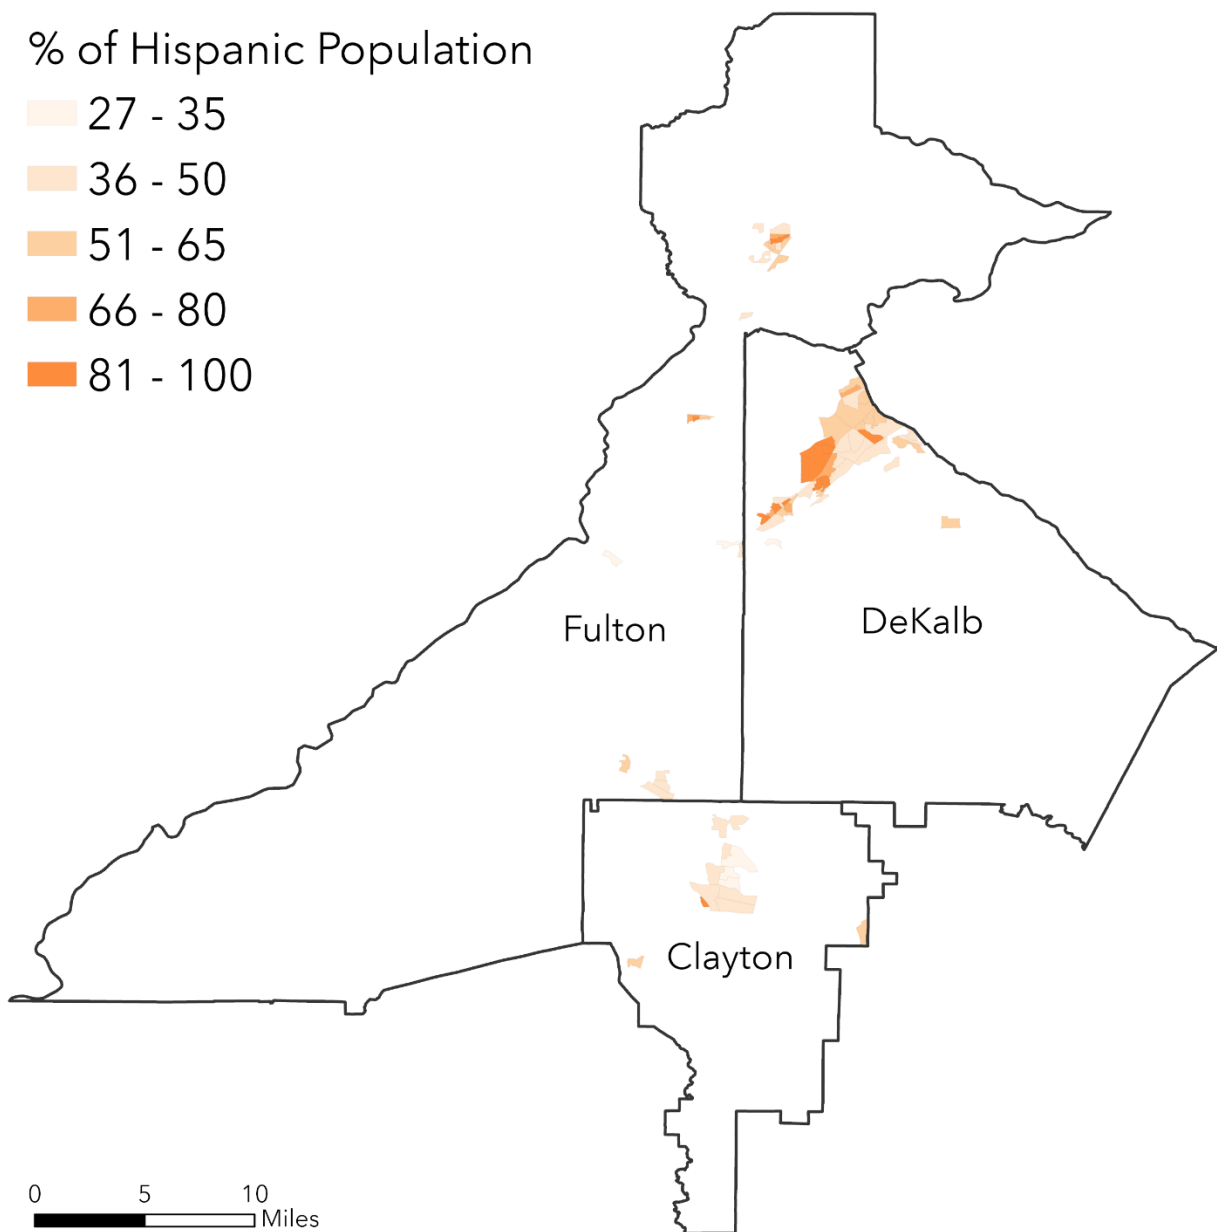 % of Hispanic Population
27 - 35
36 - 50
51 - 65
66 - 80
81 - 100
Fulton
DeKalb
Clayton
0 5 10
Miles